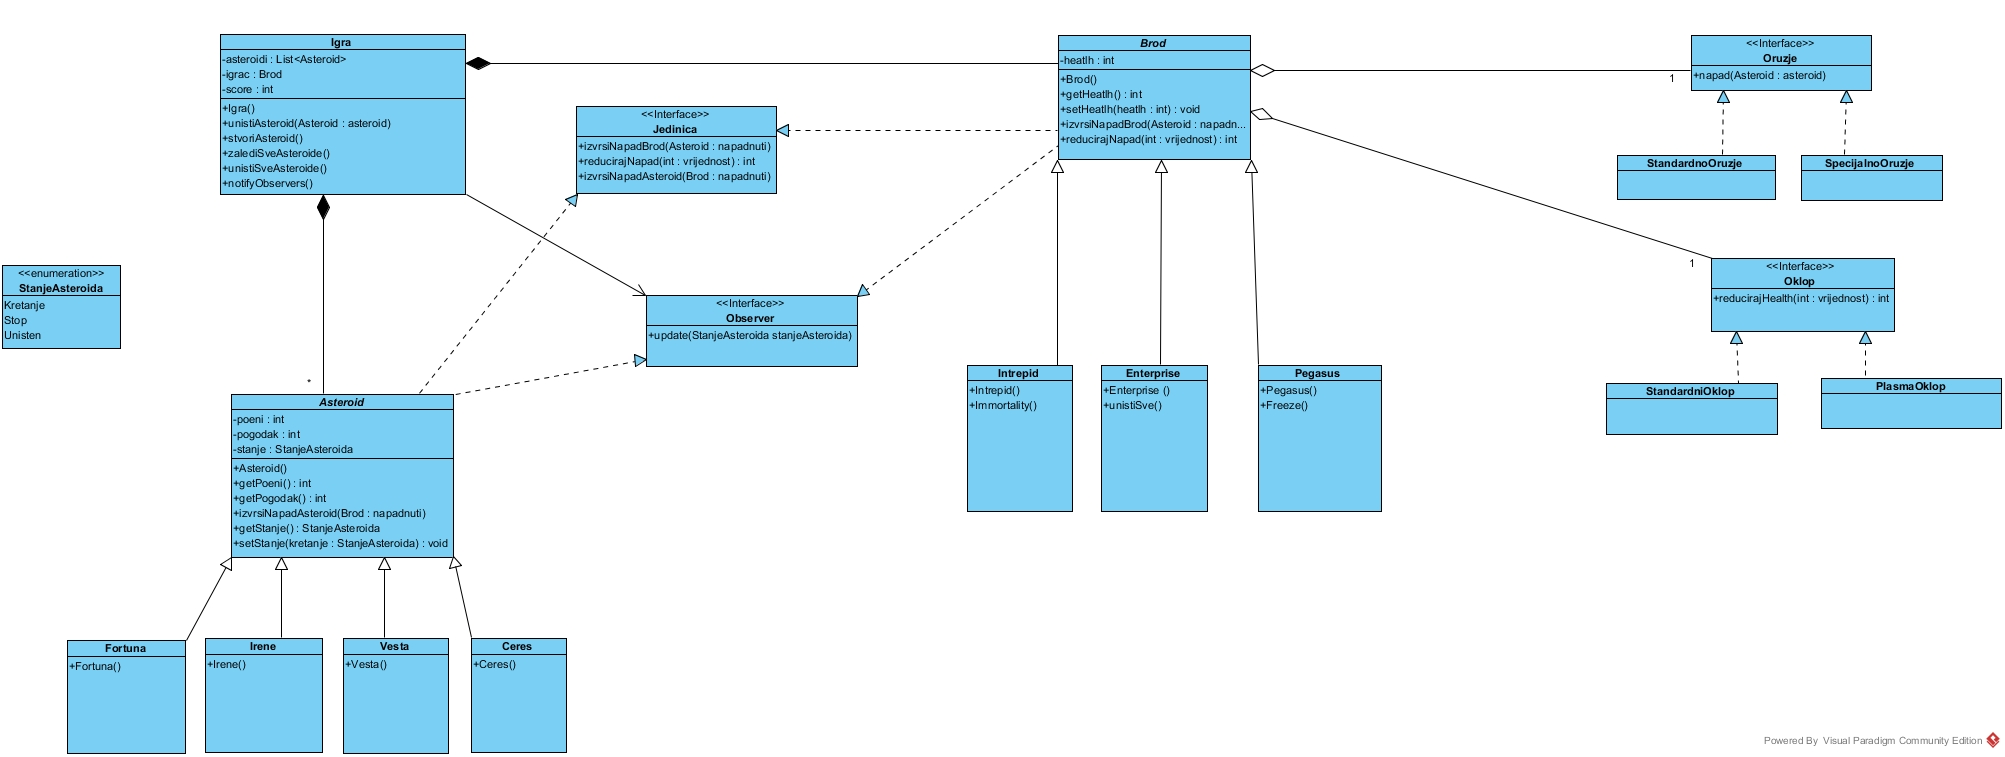 Igra
-asteroidi : List<Asteroid>
-igrac : Brod
-score : int
+Igra()
+unistiAsteroid(Asteroid : asteroid)
+stvoriAsteroid()
+zalediSveAsteroide()
+unistiSveAsteroide()
+notifyObservers()
<<Interface>>
Jedinica
+izvrsiNapadBrod(Asteroid : napadnuti)
+reducirajNapad(int : vrijednost) : int
+izvrsiNapadAsteroid(Brod : napadnuti)
Brod
-heatlh : int
+Brod()
+getHeatlh() : int
+setHeatlh(heatlh : int) : void
+izvrsiNapadBrod(Asteroid : napadn...
+reducirajNapad(int : vrijednost) : int
<<Interface>>
Oruzje
+napad(Asteroid : asteroid)
1
StandardnoOruzje
SpecijalnoOruzje
<<enumeration>>
StanjeAsteroida
Kretanje
Stop
Unisten
<<Interface>>
Observer
+update(StanjeAsteroida stanjeAsteroida)
1
<<Interface>>
Oklop
+reducirajHealth(int : vrijednost) : int
StandardniOklop
PlasmaOklop
*
Asteroid
-poeni : int
-pogodak : int
-stanje : StanjeAsteroida
+Asteroid()
+getPoeni() : int
+getPogodak() : int
+izvrsiNapadAsteroid(Brod : napadnuti)
+getStanje() : StanjeAsteroida
+setStanje(kretanje : StanjeAsteroida) : void
Intrepid
+Intrepid()
+Immortality()
Enterprise
+Enterprise ()
+unistiSve()
Pegasus
+Pegasus()
+Freeze()
Fortuna
+Fortuna()
Irene
+Irene()
Vesta
+Vesta()
Ceres
+Ceres()
Powered By Visual Paradigm Community Edition